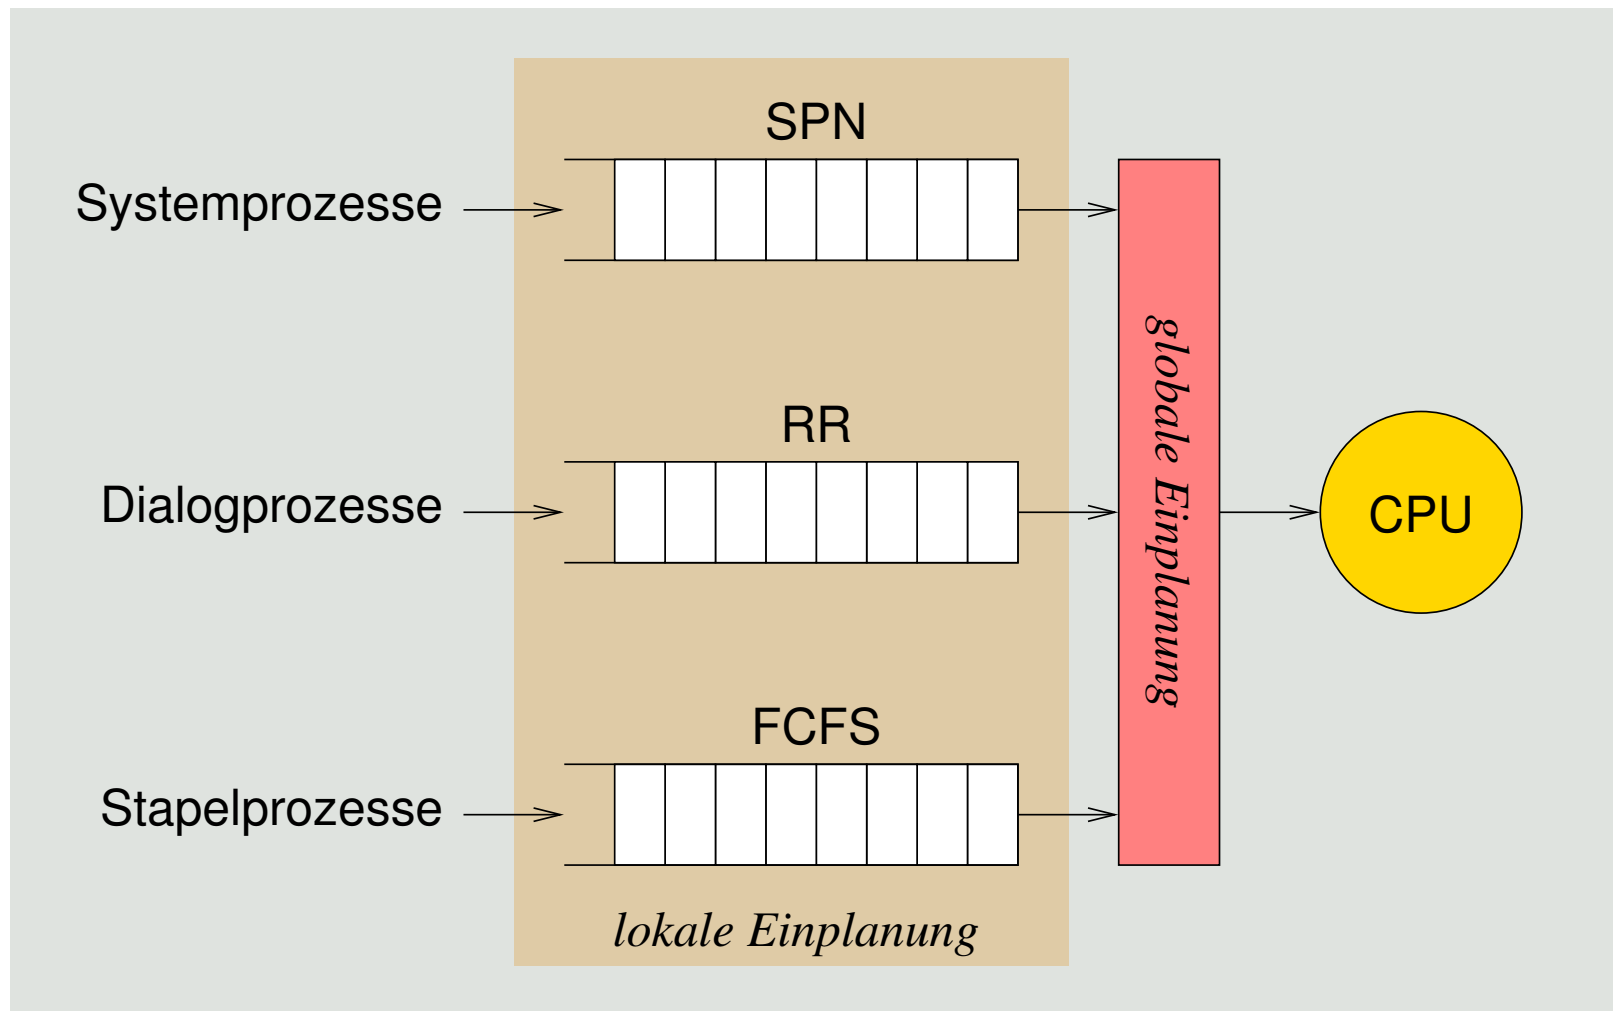 SPN
Systemprozesse
RR
Dialogprozesse
FCFS
Stapelprozesse
lokale Einplanung
globale Einplanung
CPU